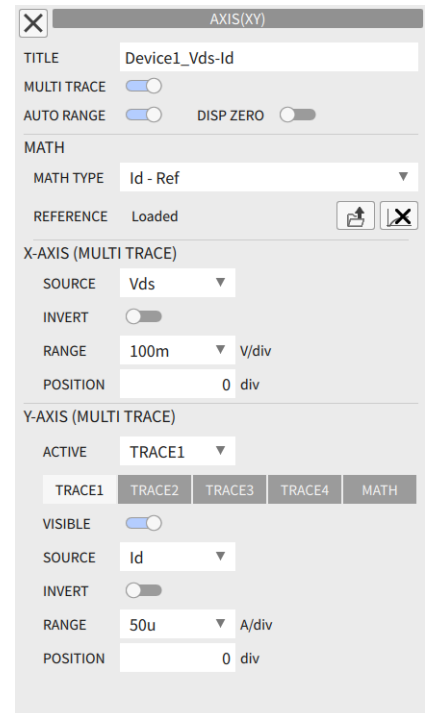 AXIS(XY)
TITLE Device1_Vds-Id
MULTI TRACE
AUTO RANGE DISP ZERO
MATH
MATH TYPE Id - Ref
REFERENCE Loaded
X-AXIS (MULTI TRACE)
SOURCE Vds
INVERT
RANGE 100m V/div
POSITION 0 div
Y-AXIS (MULTI TRACE)
ACTIVE TRACE1
TRACE1 TRACE2 TRACE3 TRACE4 MATH
VISIBLE
SOURCE Id
INVERT
RANGE 50u A/div
POSITION 0 div